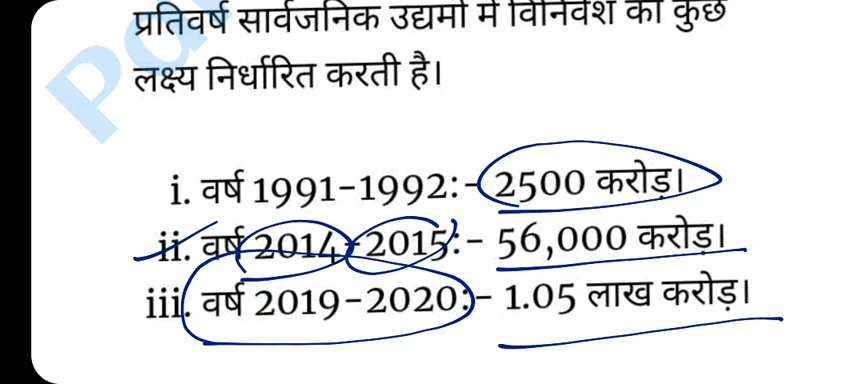 प्रतिवर्ष सार्वजनिक उद्यमों में विनिवेश का कुछ
लक्ष्य निर्धारित करती है।
i. वर्ष 1991-1992:- 2500 करोड़।
ii. वर्ष 2014-2015:- 56,000 करोड़।
iii. वर्ष 2019-2020:- 1.05 लाख करोड़।